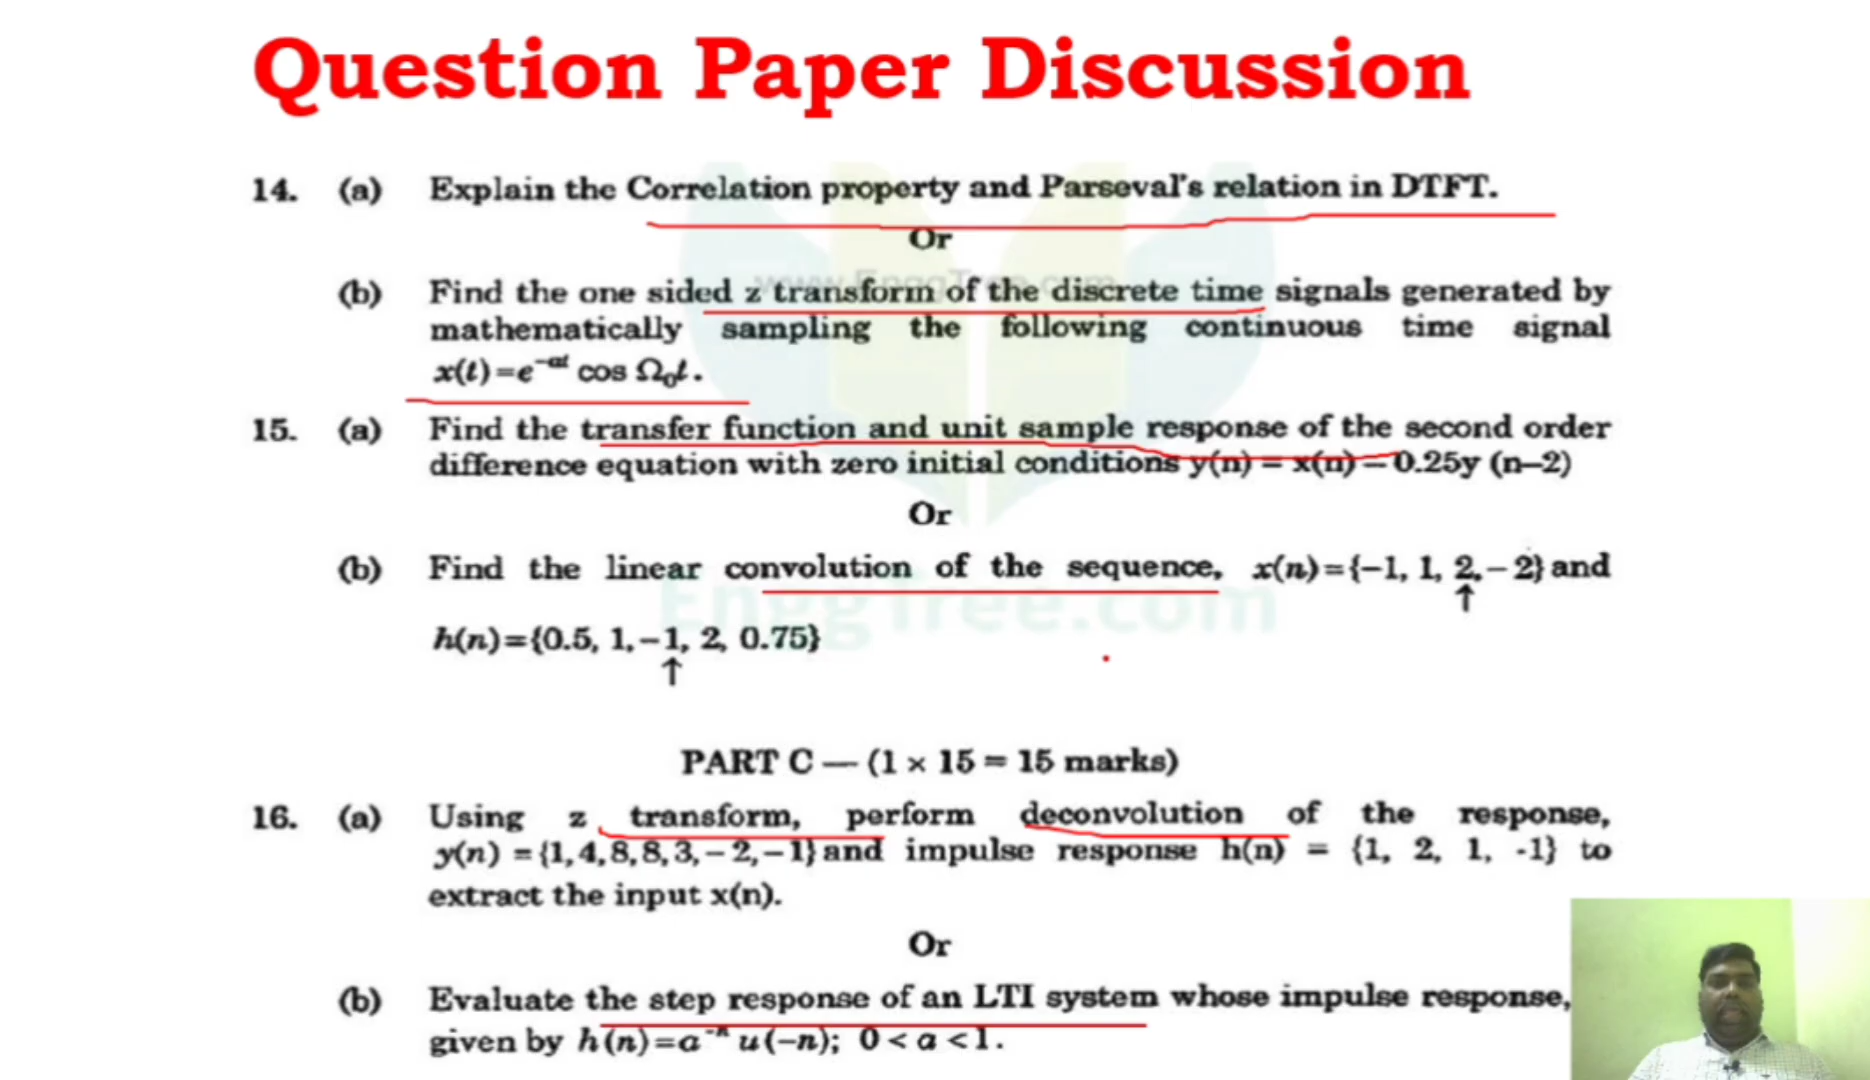 Question Paper Discussion
14. (a) Explain the Correlation property and Parseval's relation in DTFT.
Or
www.EnggTree.com
(b) Find the one sided z transform of the discrete time signals generated by
mathematically sampling the following continuous time signal
x(t)=e^-at cos Ω₀t.
15. (a) Find the transfer function and unit sample response of the second order
difference equation with zero initial conditions y(n) = x(n) – 0.25y (n–2)
Or
(b) Find the linear convolution of the sequence, x(n)={–1, 1, 2, – 2} and
↑
EnggTree.com
h(n)={0.5, 1, –1, 2, 0.75}
↑
PART C — (1 × 15 = 15 marks)
16. (a) Using z transform, perform deconvolution of the response,
y(n) ={1, 4, 8, 8, 3, – 2, – 1} and impulse response h(n) = {1, 2, 1, -1} to
extract the input x(n).
Or
(b) Evaluate the step response of an LTI system whose impulse response,
given by h(n)=a^-n u(–n); 0 < a < 1.